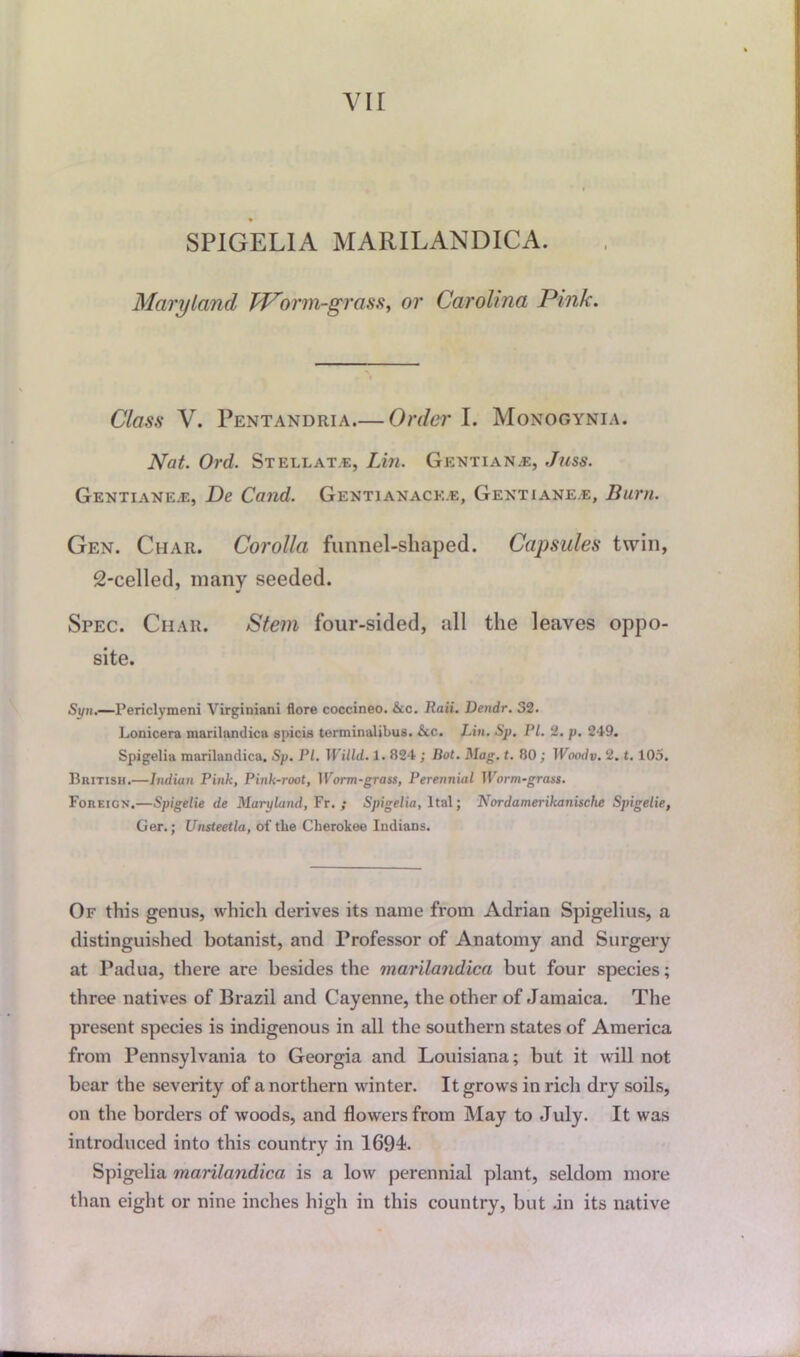 VII
SPIGELIA MARILANDICA.
Maryland Worm-grass, or Carolina Pink.
Class V. PENTANDRIA.—Order I. MONOGYNIA.
Nat. Ord. STELLATÆ, Lin. GENTIANÆ, Juss.
GENTIANEÆ, De Cand. GENTIANACEÆ, GENTIANEÆ, Burn.
GEN. CHAR. Corolla funnel-shaped. Capsules twin,
2-celled, many seeded.
SPEC. CHAR. Stem four-sided, all the leaves oppo-
site.
Syn.—Periclymeni Virginiani flore coccineo. &c. Raii. Dendr. 32.
Lonicera marilandica spicis terminalibus. &c. Lin. Sp. Pl. 2. p. 249.
Spigelia marilandica. Sp. Pl. Willd. 1. 824 ; Bot. Mag. t. 80 ; Woodv. 2. t. 105.
BRITISH.—Indian Pink, Pink-root, Worm-grass, Perennial Worm-grass.
FOREIGN.—Spigelie de Maryland, Fr. ; Spigelia, Ital; Nordamerikanische Spigelie,
Ger.; Unsteetla, of the Cherokee Indians.
OF this genus, which derives its name from Adrian Spigelius, a
distinguished botanist, and Professor of Anatomy and Surgery
at Padua, there are besides the marilandica but four species;
three natives of Brazil and Cayenne, the other of Jamaica. The
present species is indigenous in all the southern states of America
from Pennsylvania to Georgia and Louisiana; but it will not
bear the severity of a northern winter. It grows in rich dry soils,
on the borders of woods, and flowers from May to July. It was
introduced into this country in 1694.
Spigelia marilandica is a low perennial plant, seldom more
than eight or nine inches high in this country, but in its native